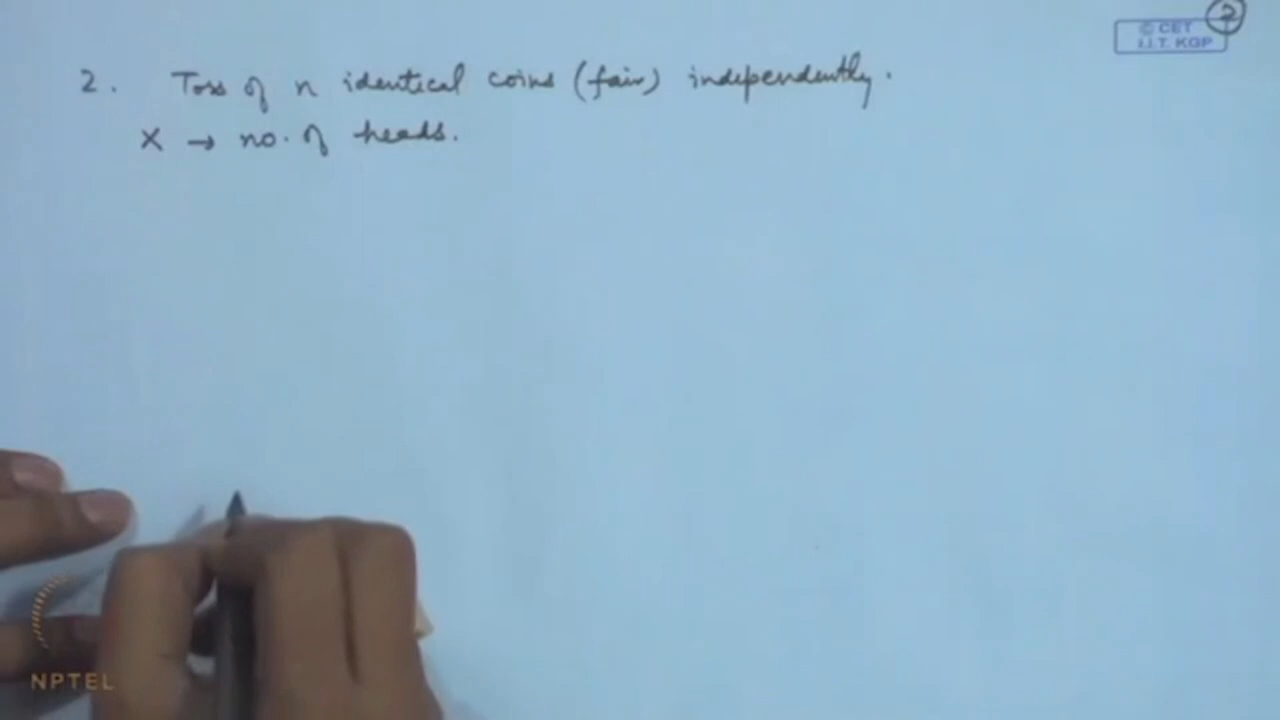 2
© CET
I.I.T. KGP
2. Toss of n identical coins (fair) independently.
X → no. of heads.
NPTEL